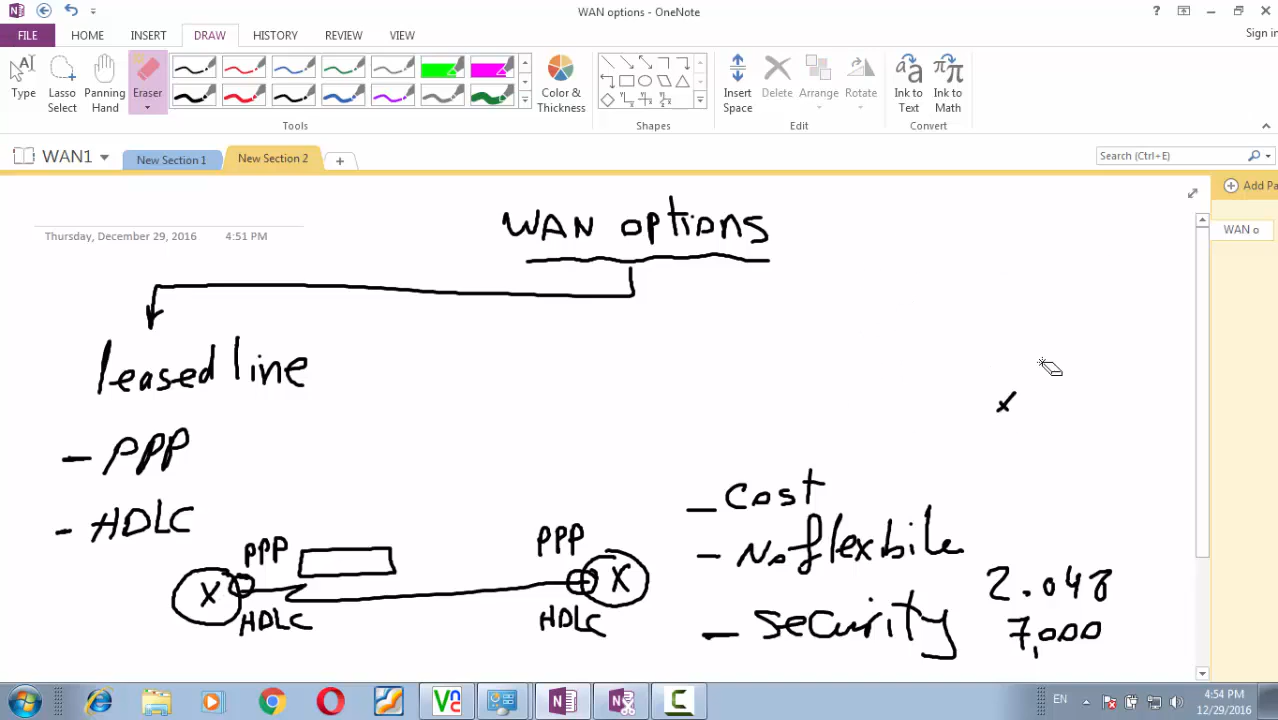 WAN options - OneNote
FILE HOME INSERT DRAW HISTORY REVIEW VIEW
Sign in
Type
Lasso Select
Panning Hand
Eraser
Color & Thickness
Insert Space
Delete
Arrange
Rotate
Ink to Text
Ink to Math
Tools Shapes Edit Convert
WAN1 New Section 1 New Section 2
Search (Ctrl+E)
Add Pa
WAN o
Thursday, December 29, 2016 4:51 PM
WAN options
leased line
- PPP
- HDLC
PPP PPP
X X
HDLC HDLC
x
- Cost
- No flexbile
- security
2.048
7,000
EN 4:54 PM
12/29/2016